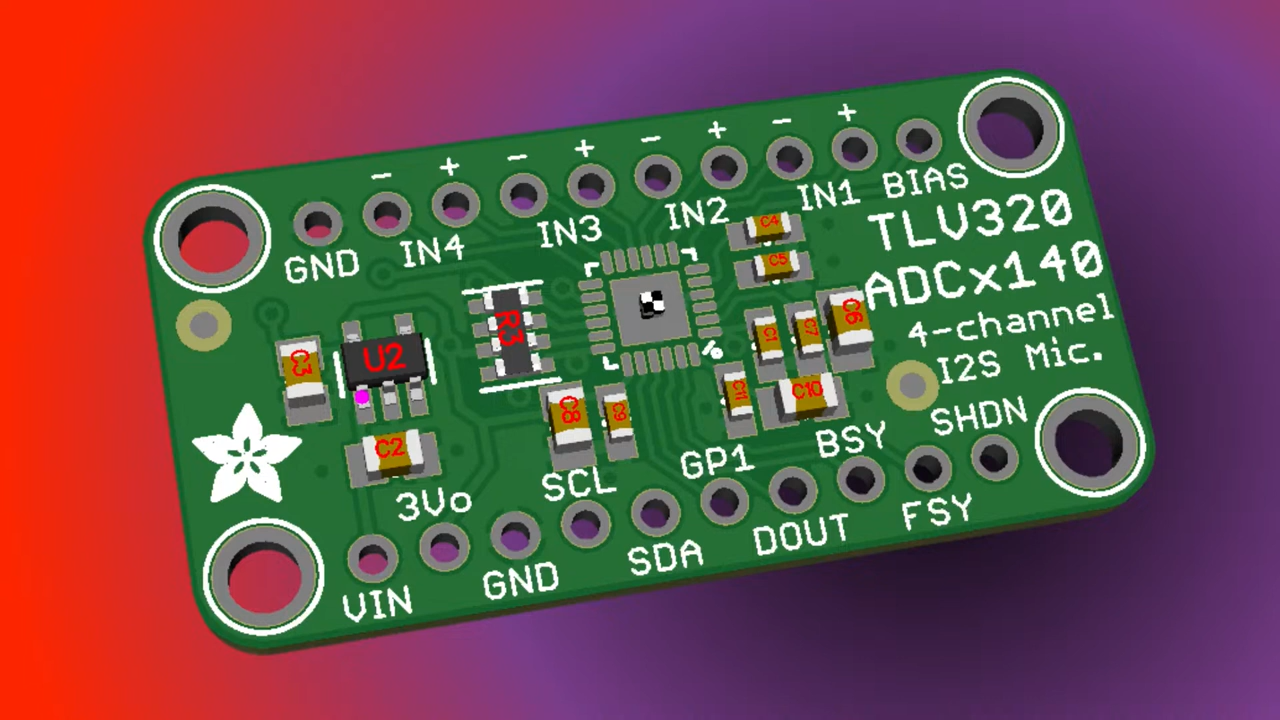 - + - + - + - +
GND IN4 IN3 IN2 IN1 BIAS
TLV320
ADCx140
4-channel
I2S Mic.
C4
C5
R3
C1 C7 C6
U2
C3
C11 C10
C8 C9
C2
3Vo SCL GP1 BSY SHDN
VIN GND SDA DOUT FSY